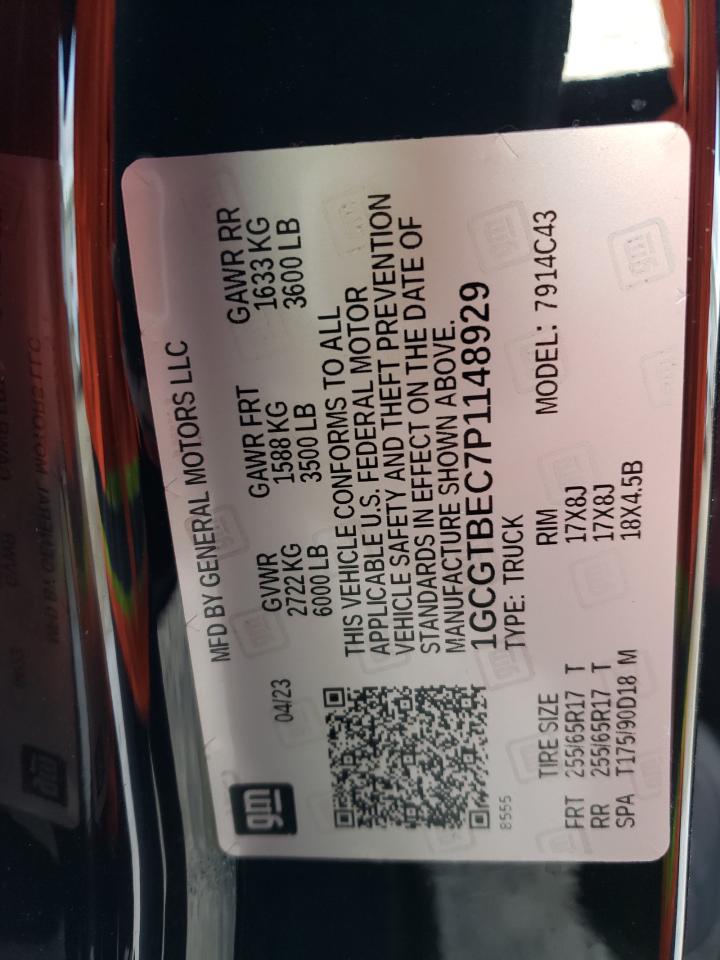 gm
MFD BY GENERAL MOTORS LLC
04/23
GVWR GAWR FRT GAWR RR
2722 KG 1588 KG 1633 KG
6000 LB 3500 LB 3600 LB
THIS VEHICLE CONFORMS TO ALL
APPLICABLE U.S. FEDERAL MOTOR
VEHICLE SAFETY AND THEFT PREVENTION
STANDARDS IN EFFECT ON THE DATE OF
MANUFACTURE SHOWN ABOVE.
1GCGTBEC7P1148929
8555
TYPE: TRUCK
TIRE SIZE RIM MODEL: 7914C43
FRT 255/65R17 T 17X8J
RR 255/65R17 T 17X8J
SPA T175/90D18 M 18X4.5B